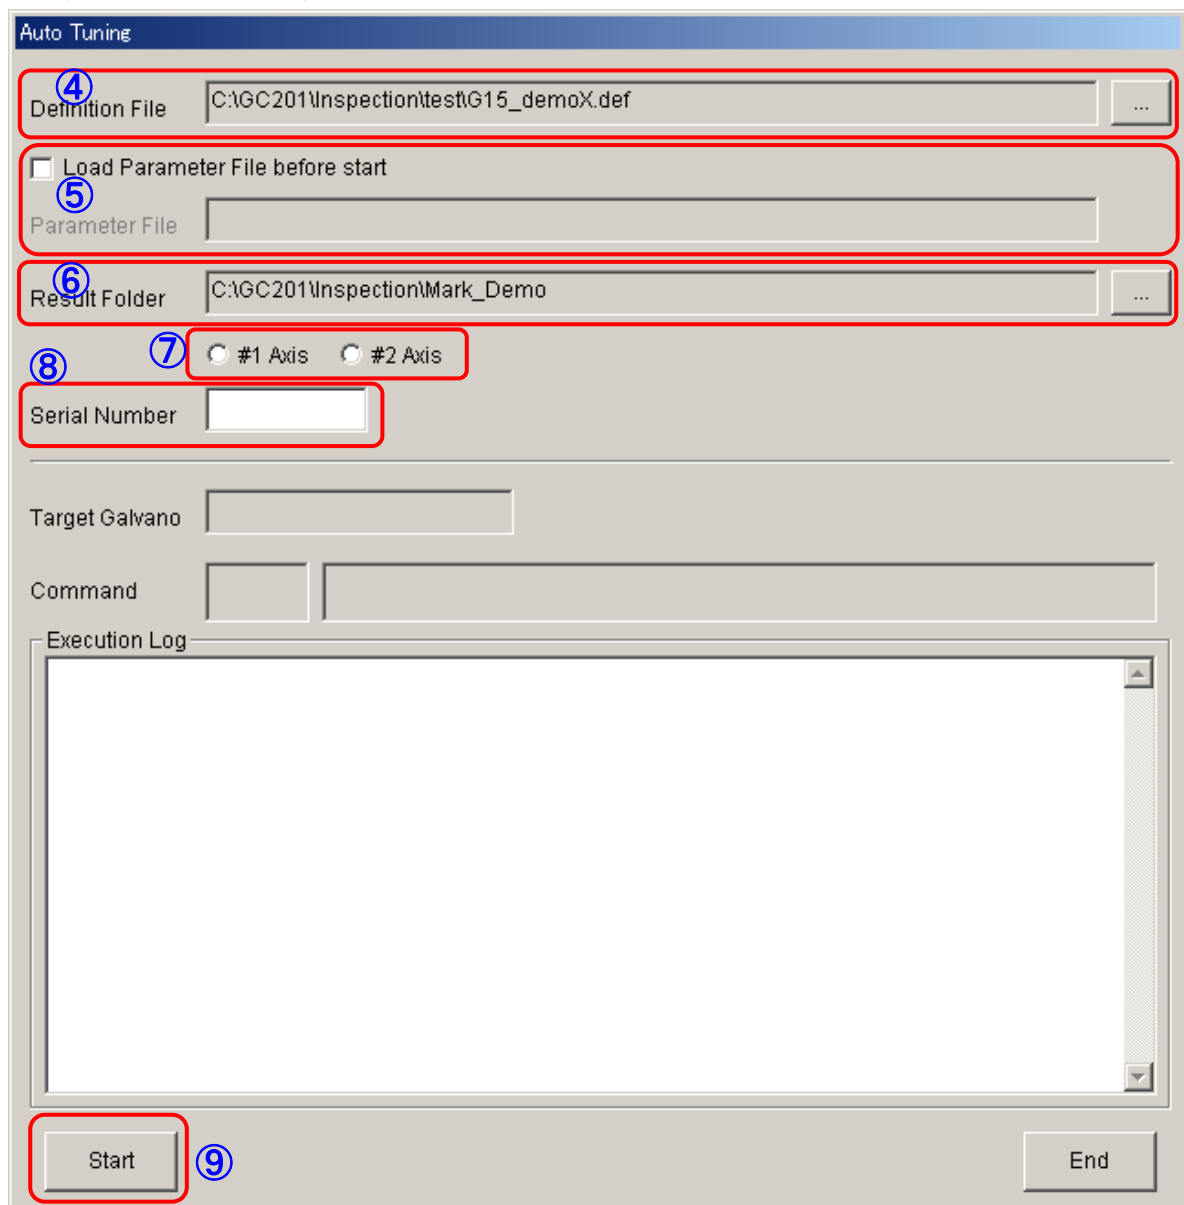 Auto Tuning
④
Definition File C:\GC201\Inspection\test\G15_demoX.def ...
Load Parameter File before start
⑤
Parameter File
⑥
Result Folder C:\GC201\Inspection\Mark_Demo ...
⑦ #1 Axis #2 Axis
⑧
Serial Number
Target Galvano
Command
Execution Log
Start ⑨ End